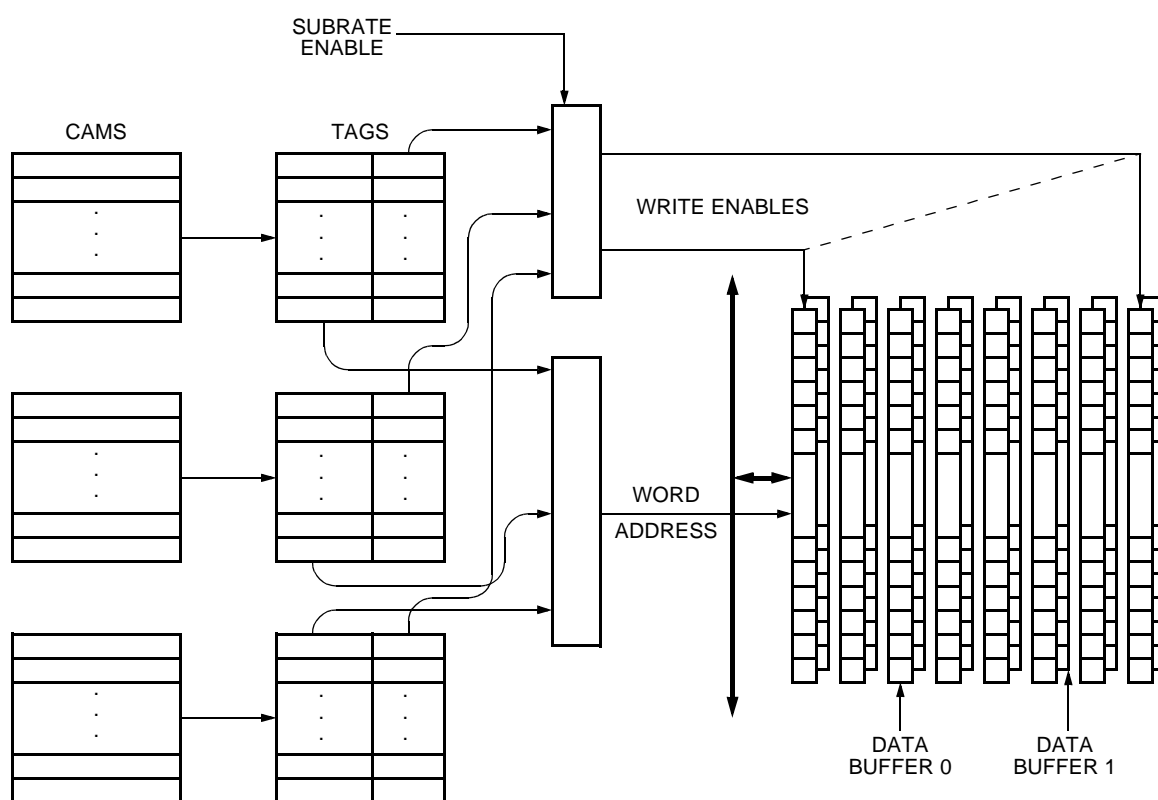 SUBRATE
ENABLE
CAMS
TAGS
WRITE ENABLES
WORD
ADDRESS
DATA
BUFFER 0
DATA
BUFFER 1